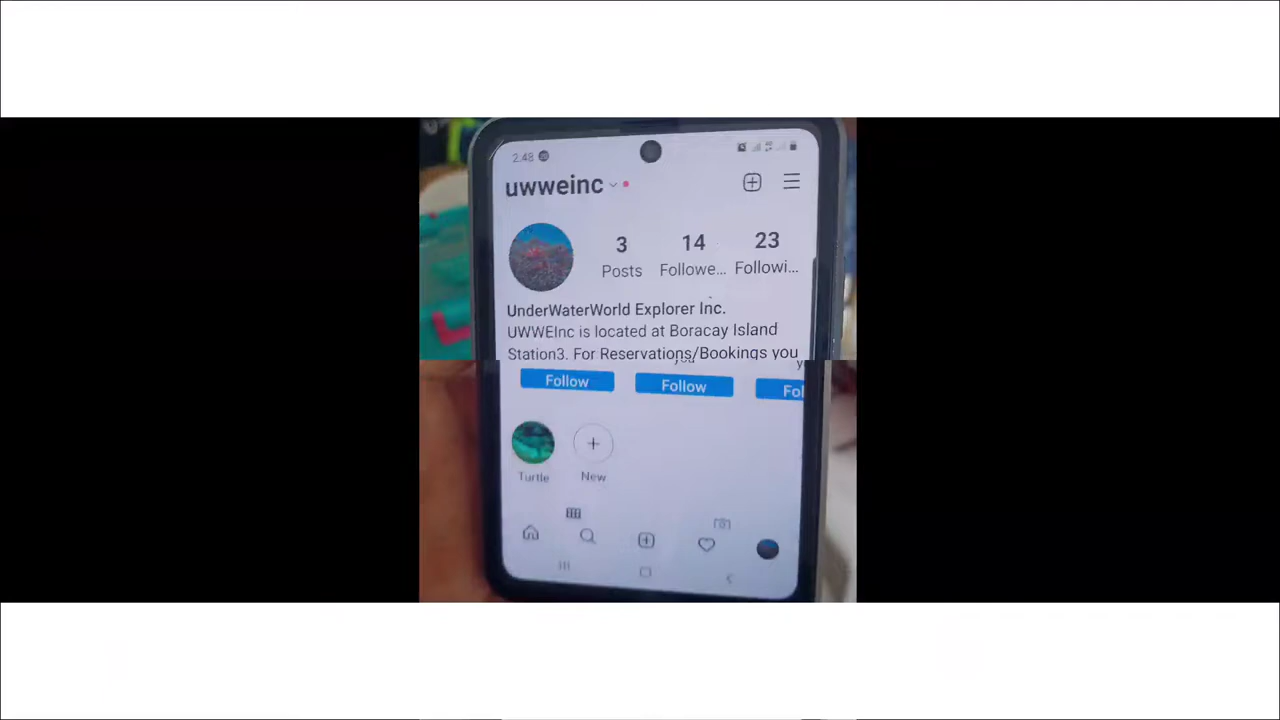 2:48
uwweinc
3 14 23
Posts Followe... Followi...
UnderWaterWorld Explorer Inc.
UWWEInc is located at Boracay Island
Station3. For Reservations/Bookings you
Follow Follow Fol
Turtle New